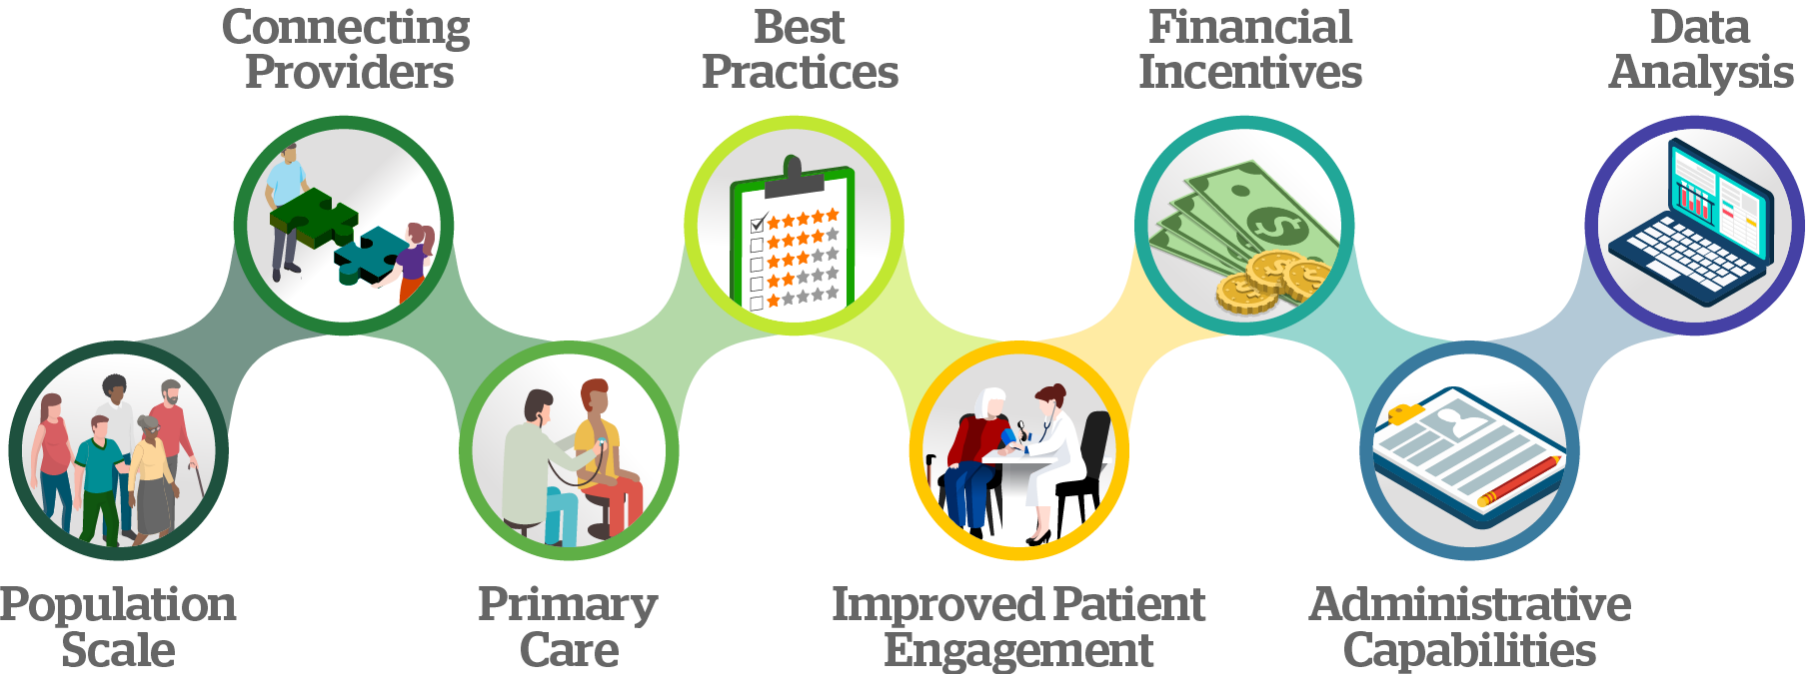 Connecting
Providers
Best
Practices
Financial
Incentives
Data
Analysis
Population
Scale
Primary
Care
Improved Patient
Engagement
Administrative
Capabilities